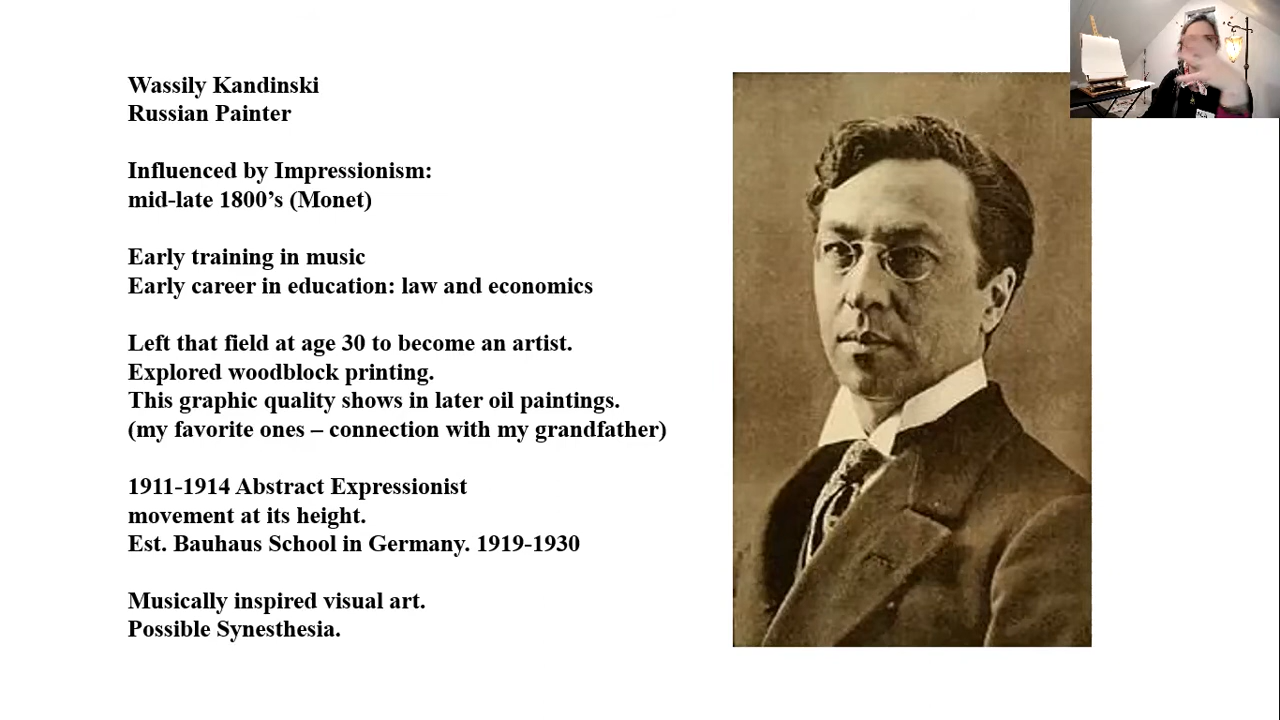 Wassily Kandinski
Russian Painter
Influenced by Impressionism:
mid-late 1800’s (Monet)
Early training in music
Early career in education: law and economics
Left that field at age 30 to become an artist.
Explored woodblock printing.
This graphic quality shows in later oil paintings.
(my favorite ones – connection with my grandfather)
1911-1914 Abstract Expressionist
movement at its height.
Est. Bauhaus School in Germany. 1919-1930
Musically inspired visual art.
Possible Synesthesia.